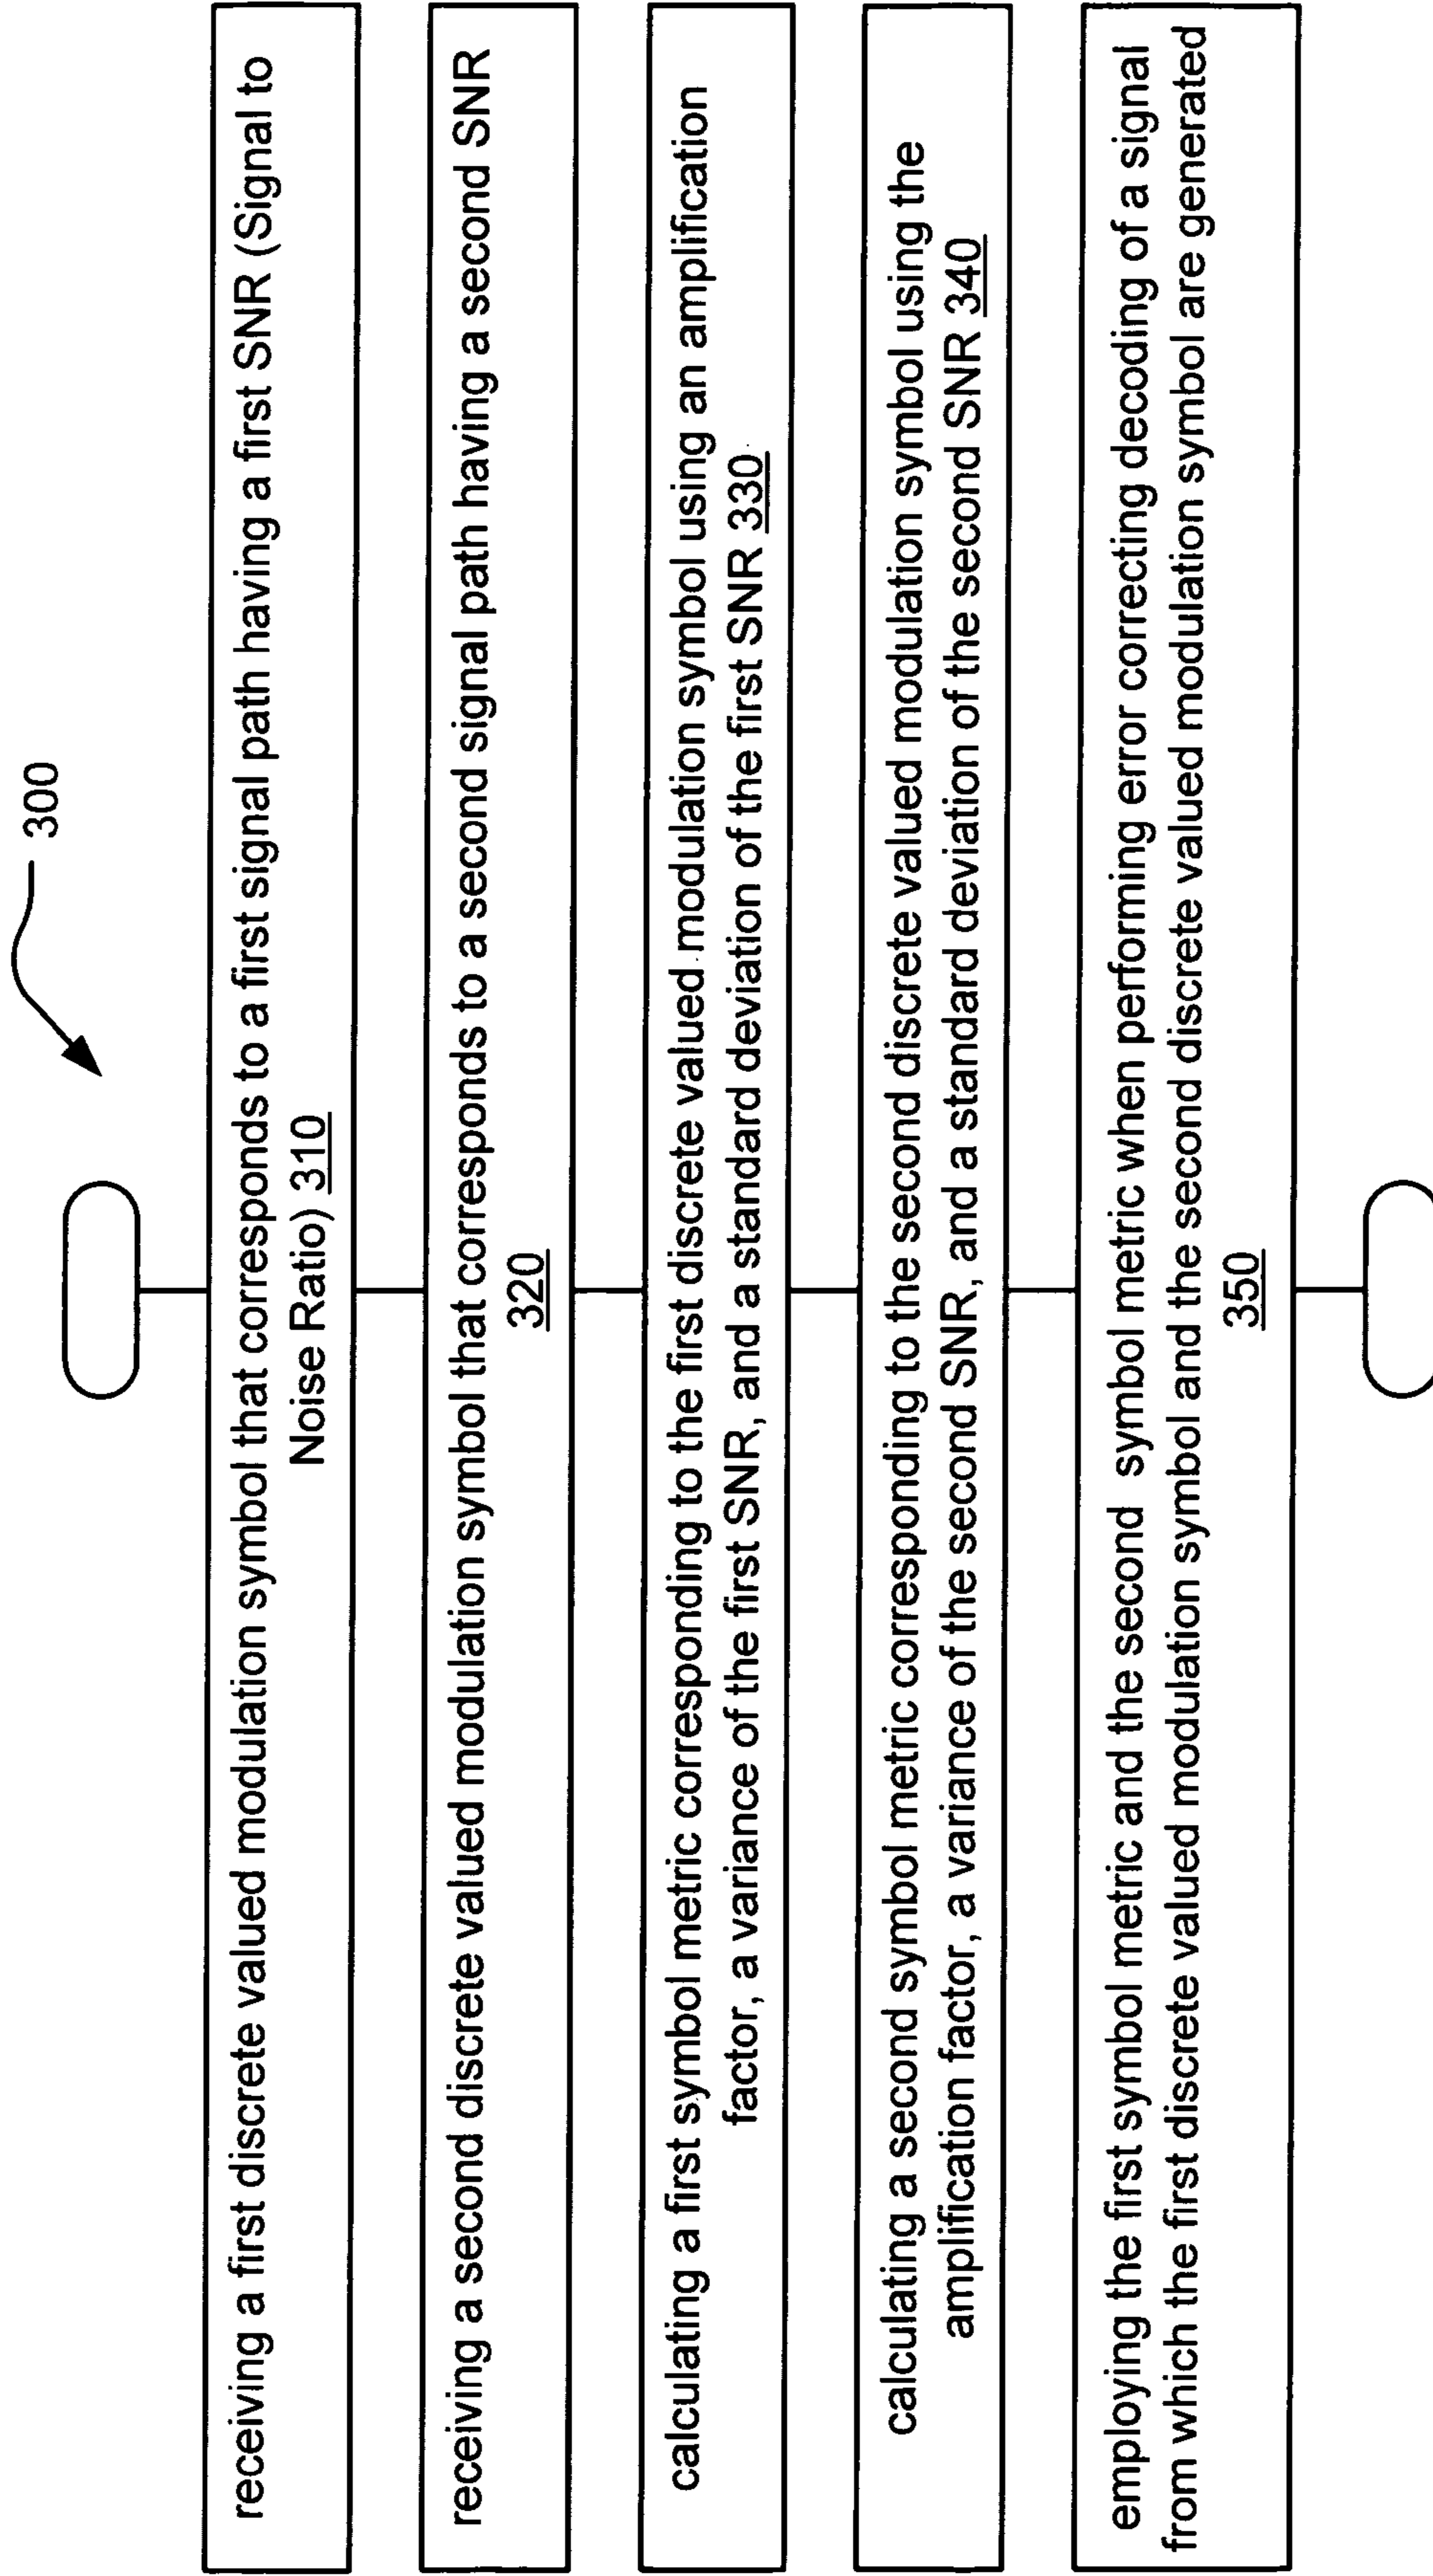 300
receiving a first discrete valued modulation symbol that corresponds to a first signal path having a first SNR (Signal to
Noise Ratio) 310
receiving a second discrete valued modulation symbol that corresponds to a second signal path having a second SNR
320
calculating a first symbol metric corresponding to the first discrete valued modulation symbol using an amplification
factor, a variance of the first SNR, and a standard deviation of the first SNR 330
calculating a second symbol metric corresponding to the second discrete valued modulation symbol using the
amplification factor, a variance of the second SNR, and a standard deviation of the second SNR 340
employing the first symbol metric and the second symbol metric when performing error correcting decoding of a signal
from which the first discrete valued modulation symbol and the second discrete valued modulation symbol are generated
350